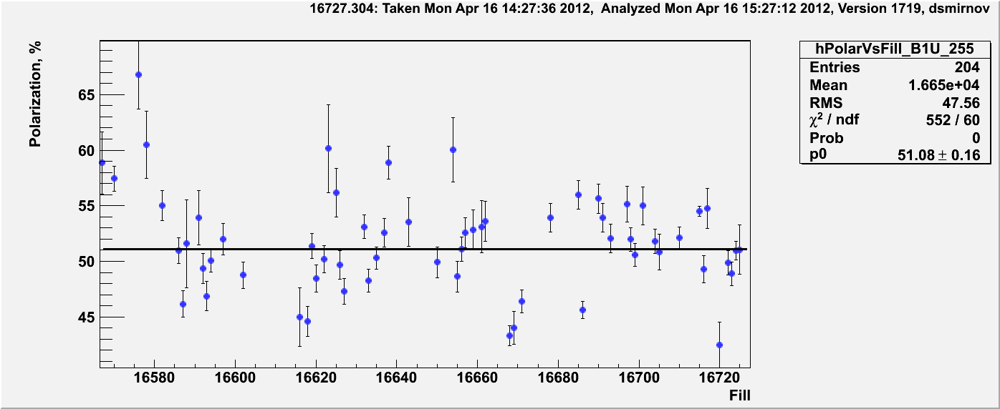 16727.304: Taken Mon Apr 16 14:27:36 2012, Analyzed Mon Apr 16 15:27:12 2012, Version 1719, dsmirnov
Polarization, %
65
60
55
50
45
16580 16600 16620 16640 16660 16680 16700 16720
Fill
hPolarVsFill_B1U_255
Entries 204
Mean 1.665e+04
RMS 47.56
χ² / ndf 552 / 60
Prob 0
p0 51.08 ± 0.16